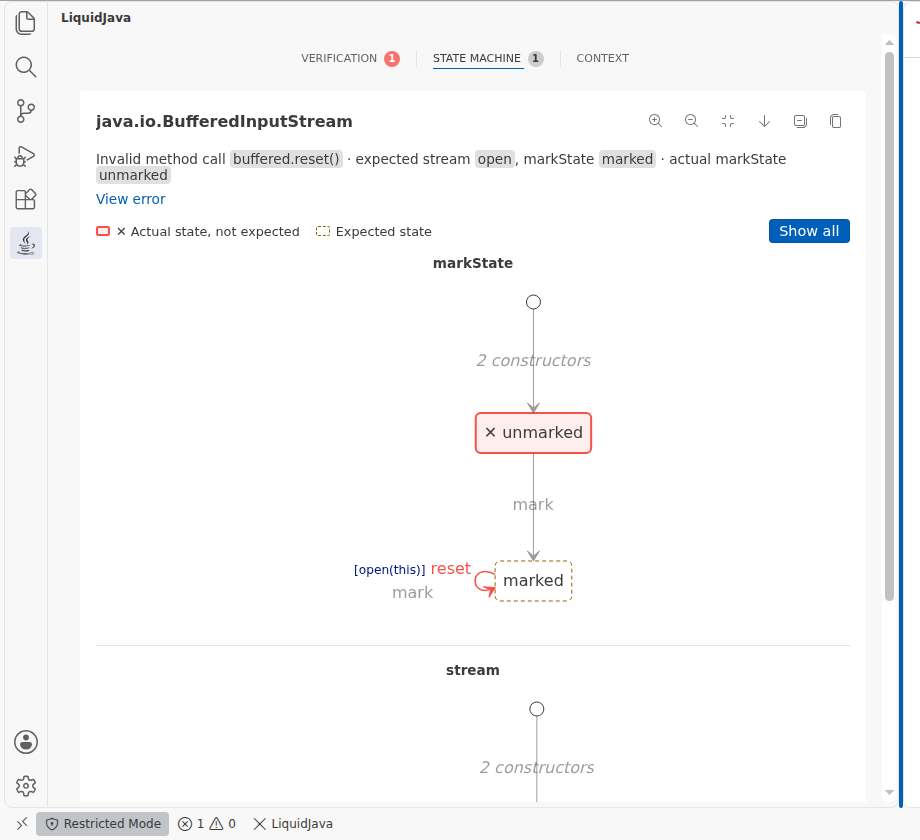 LiquidJava
VERIFICATION 1 STATE MACHINE 1 CONTEXT
java.io.BufferedInputStream
Invalid method call buffered.reset() · expected stream open, markState marked · actual markState
unmarked
View error
✕ Actual state, not expected Expected state Show all
markState
2 constructors
✕ unmarked
mark
[open(this)] reset
mark
marked
stream
2 constructors
Restricted Mode 1 0 LiquidJava